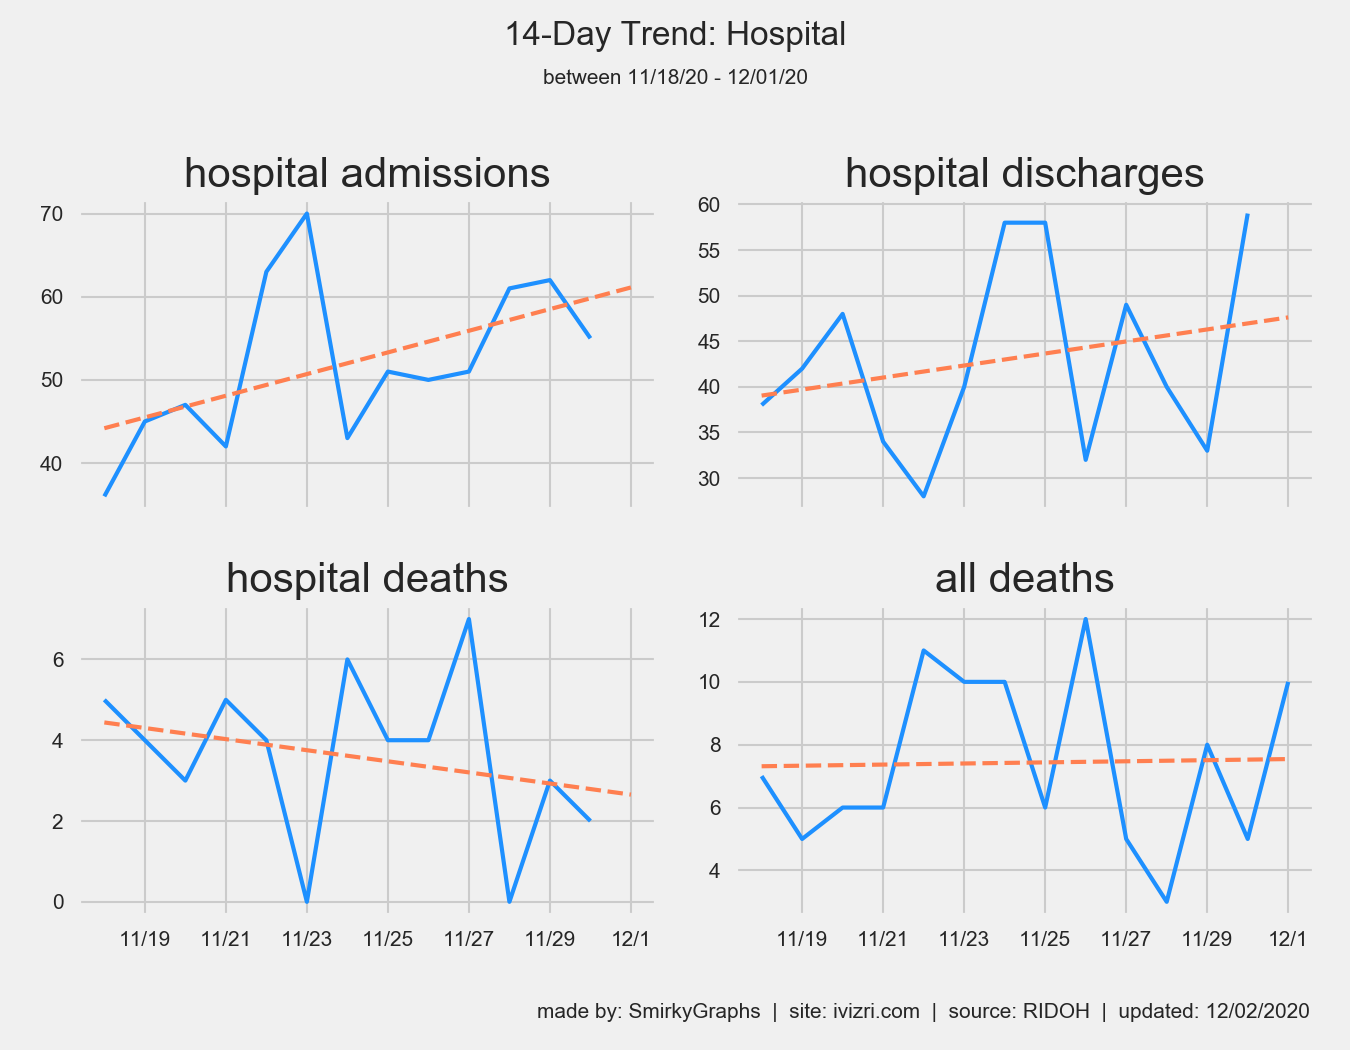 14-Day Trend: Hospital
between 11/18/20 - 12/01/20
hospital admissions
70
60
50
40
hospital discharges
60
55
50
45
40
35
30
hospital deaths
6
4
2
0
11/19 11/21 11/23 11/25 11/27 11/29 12/1
all deaths
12
10
8
6
4
11/19 11/21 11/23 11/25 11/27 11/29 12/1
made by: SmirkyGraphs | site: ivizri.com | source: RIDOH | updated: 12/02/2020